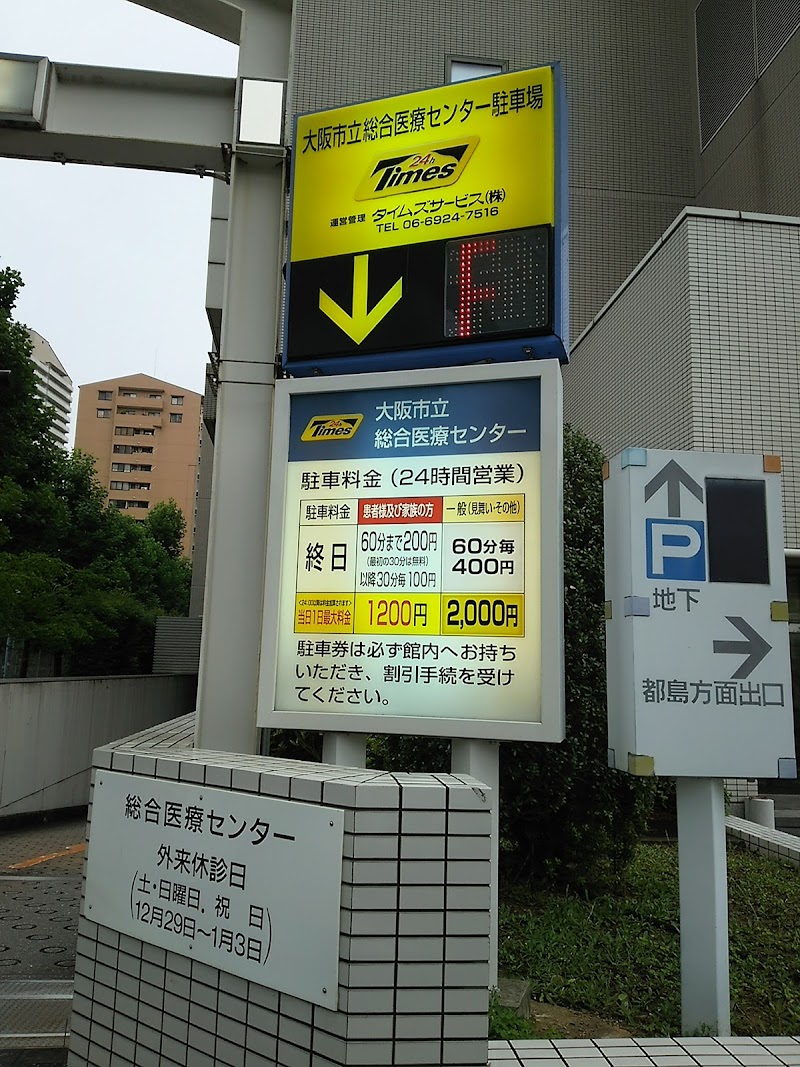 大阪市立総合医療センター駐車場
24h
Times
運営管理 タイムズサービス(株)
TEL 06-6924-7516
F
24h
Times
大阪市立
総合医療センター
駐車料金(24時間営業)
駐車料金 患者様及び家族の方 一般(見舞い・その他)
終日
60分まで200円
(最初の30分は無料)
以降30分毎100円
60分毎
400円
当日1日最大料金 1200円 2,000円
駐車券は必ず館内へお持ち
いただき、割引手続を受け
てください。
P
地下
都島方面出口
総合医療センター
外来休診日
(土・日曜日.祝 日
12月29日~1月3日)